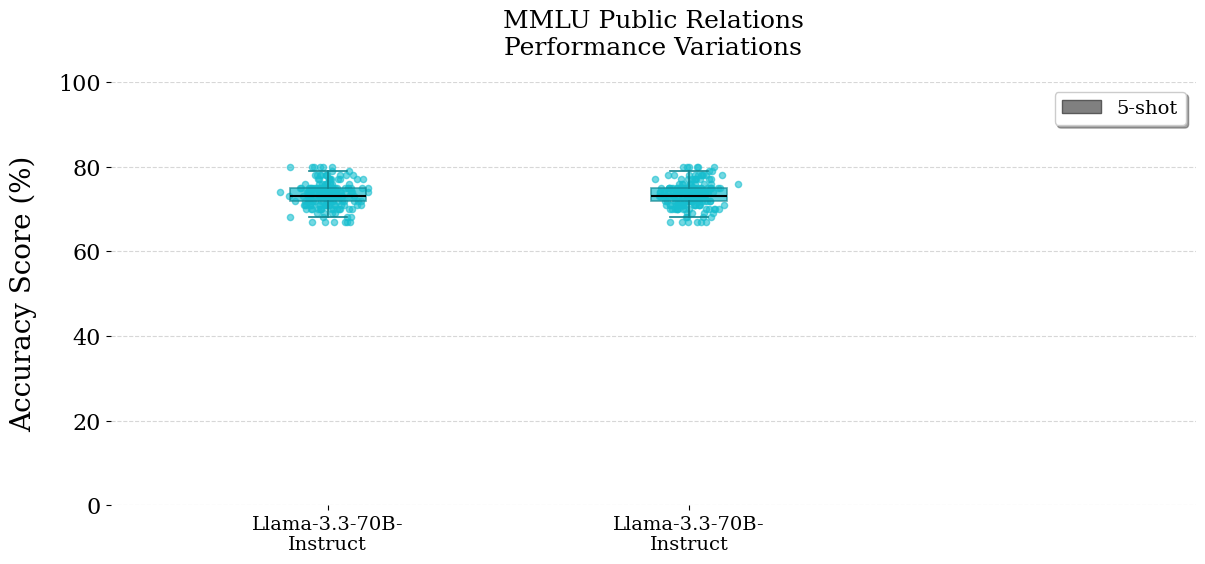 MMLU Public Relations
Performance Variations
Accuracy Score (%)
100
80
60
40
20
0
5-shot
Llama-3.3-70B-
Instruct
Llama-3.3-70B-
Instruct